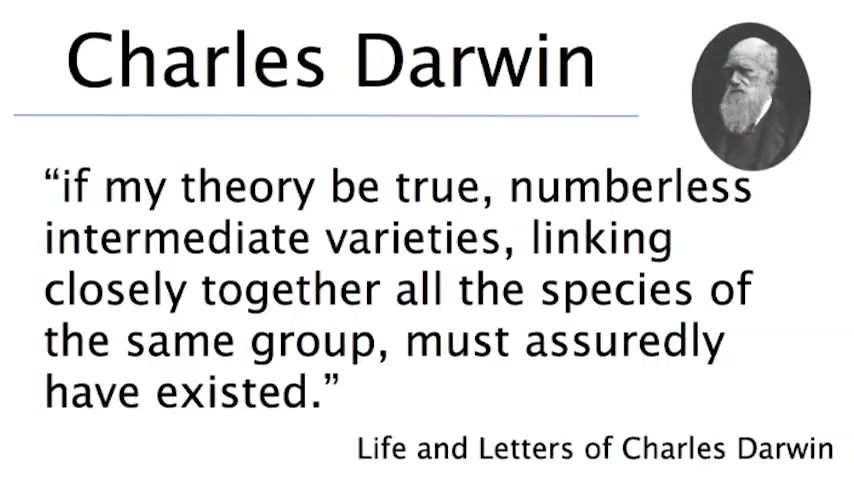 Charles Darwin
“if my theory be true, numberless
intermediate varieties, linking
closely together all the species of
the same group, must assuredly
have existed.”
Life and Letters of Charles Darwin